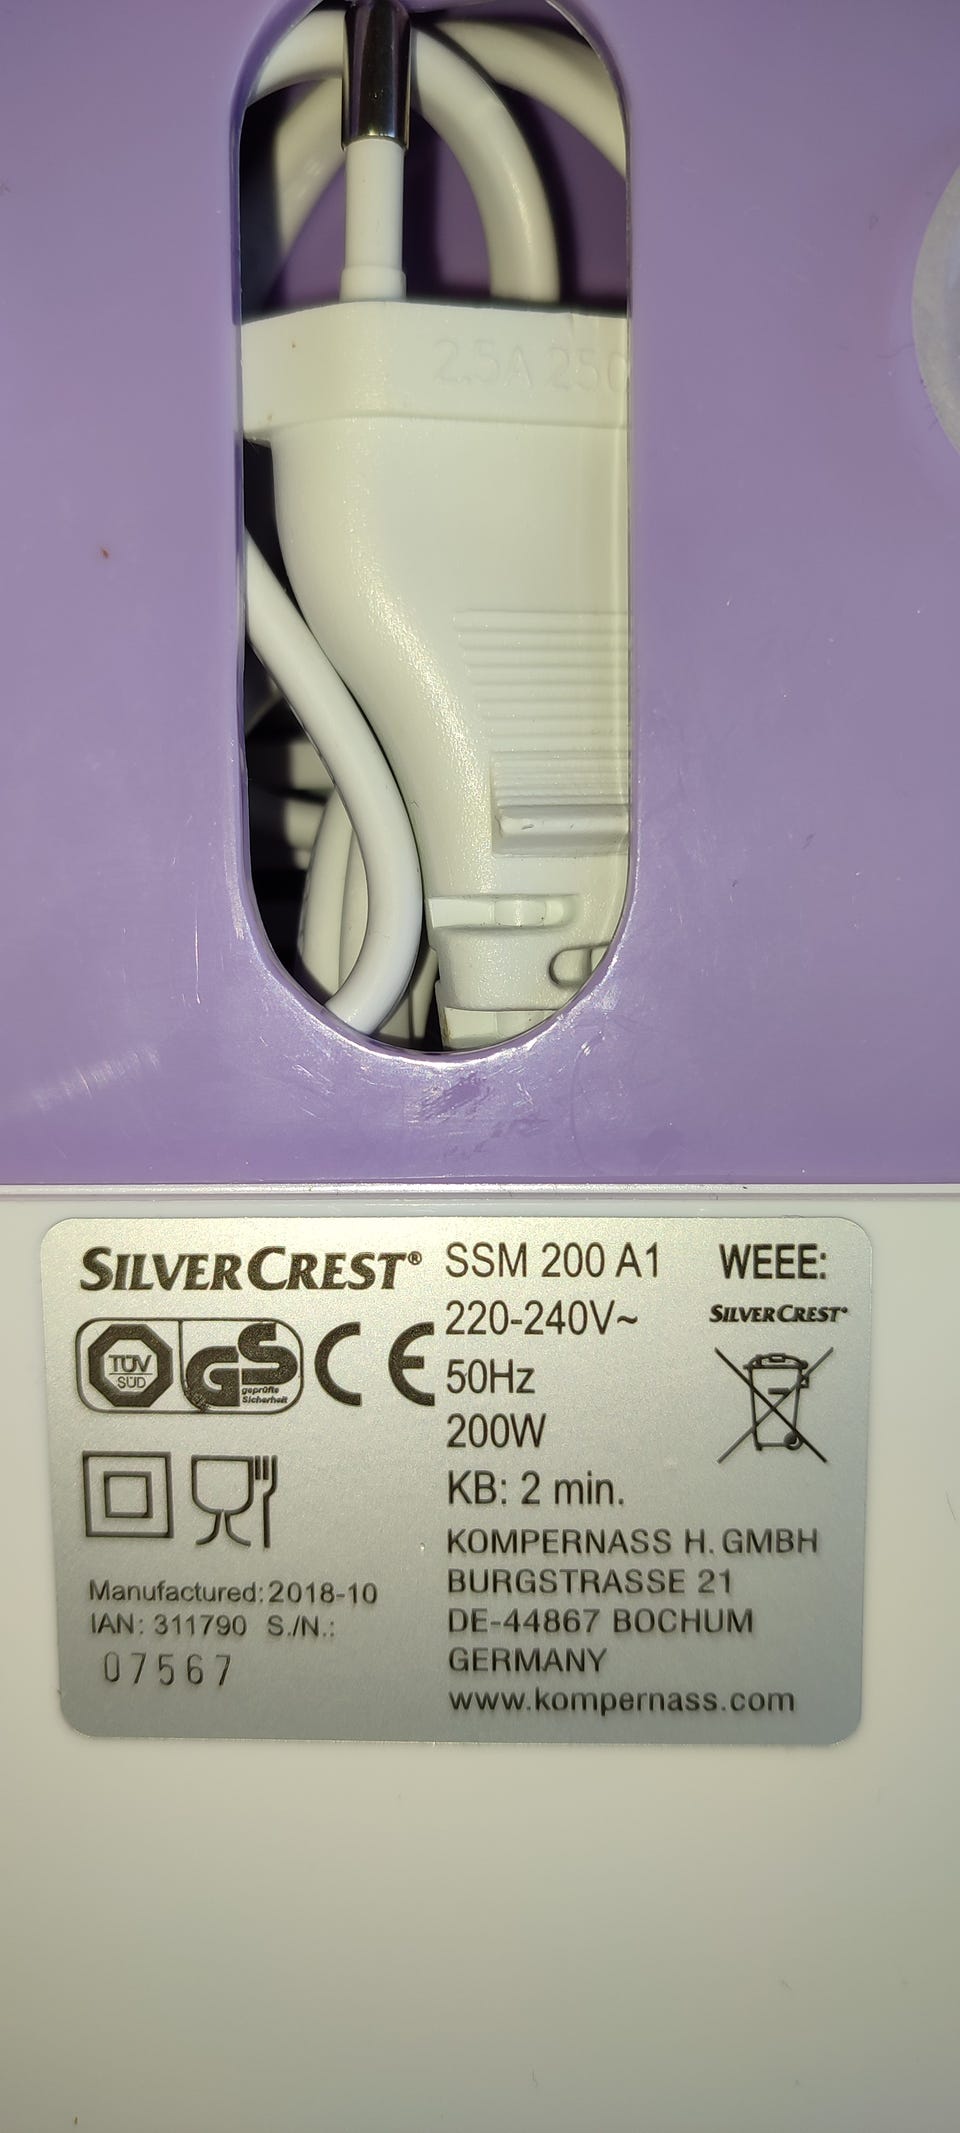 2.5A 250
SILVERCREST®
SSM 200 A1
220-240V~
50Hz
200W
KB: 2 min.
WEEE:
SILVERCREST®
TÜV
SÜD
GS
geprüfte
Sicherheit
CE
Manufactured: 2018-10
IAN: 311790 S./N.:
07567
KOMPERNASS H. GMBH
BURGSTRASSE 21
DE-44867 BOCHUM
GERMANY
www.kompernass.com